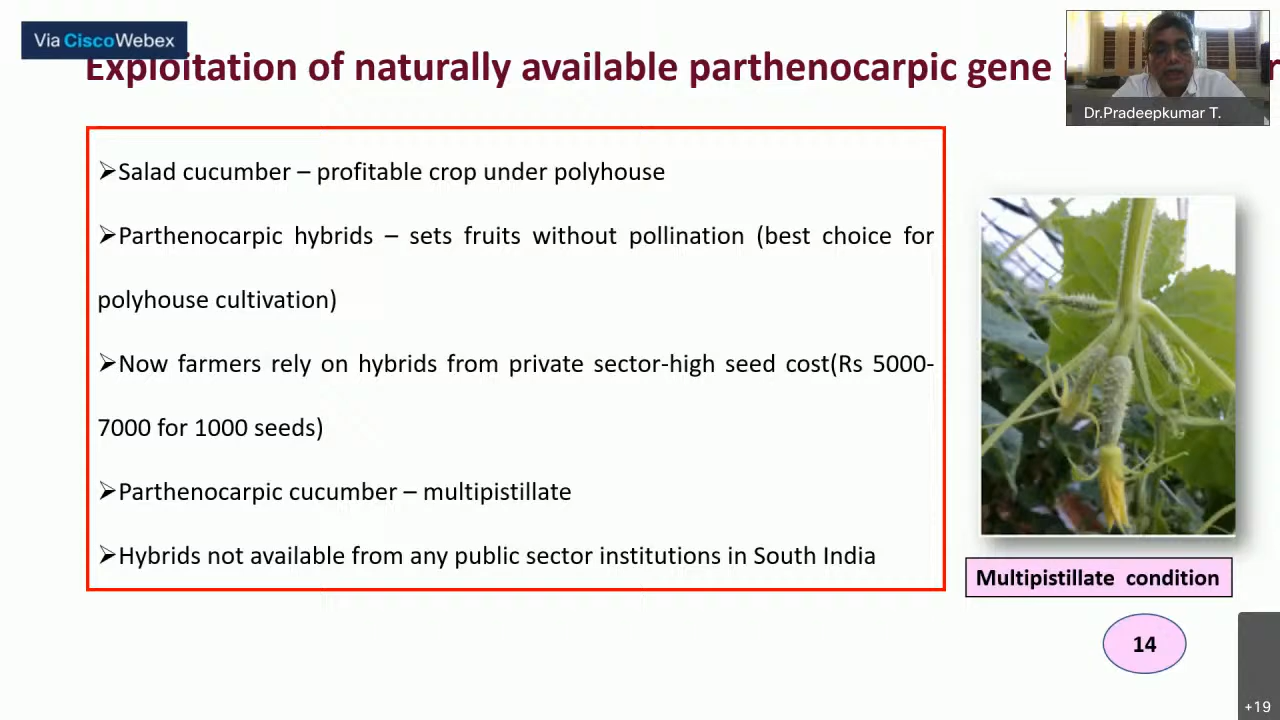 Via CiscoWebex
Exploitation of naturally available parthenocarpic gene
Dr.Pradeepkumar T.
➢Salad cucumber – profitable crop under polyhouse
➢Parthenocarpic hybrids – sets fruits without pollination (best choice for
polyhouse cultivation)
➢Now farmers rely on hybrids from private sector-high seed cost(Rs 5000-
7000 for 1000 seeds)
➢Parthenocarpic cucumber – multipistillate
➢Hybrids not available from any public sector institutions in South India
Multipistillate condition
14
+19